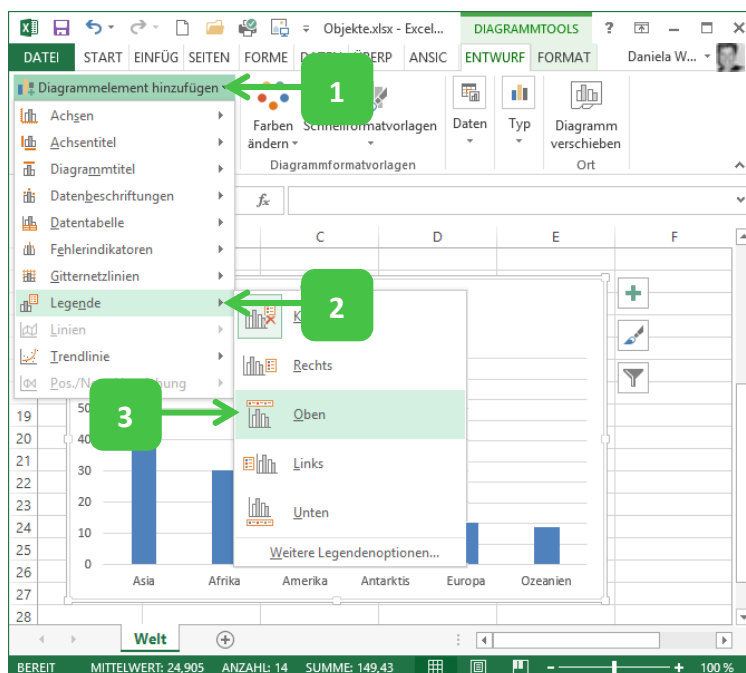 Objekte.xlsx - Excel... DIAGRAMMTOOLS ?
DATEI START EINFÜG SEITEN FORME ANSIC ENTWURF FORMAT Daniela W...
Diagrammelement hinzufügen
1
Achsen
Achsentitel
Diagrammtitel
Datenbeschriftungen
Datentabelle
Fehlerindikatoren
Gitternetzlinien
Legende
Linien
Trendlinie
Farben ändern
Schnellformatvorlagen
Daten
Typ
Diagramm verschieben
Diagrammformatvorlagen
Ort
fx
C D E F
2
Rechts
Oben
Links
Unten
Weitere Legendenoptionen...
3
19
20
21
22
23
24
25
26
27
28
50
40
30
20
10
0
Asia Afrika Amerika Antarktis Europa Ozeanien
Welt
BEREIT MITTELWERT: 24,905 ANZAHL: 14 SUMME: 149,43 100 %